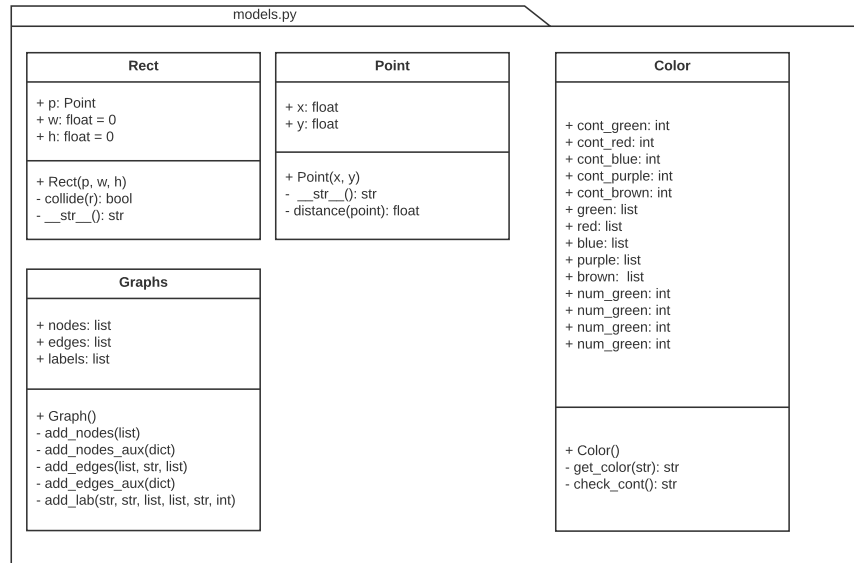 models.py
Rect
+ p: Point
+ w: float = 0
+ h: float = 0
+ Rect(p, w, h)
- collide(r): bool
- __str__(): str
Point
+ x: float
+ y: float
+ Point(x, y)
- __str__(): str
- distance(point): float
Color
+ cont_green: int
+ cont_red: int
+ cont_blue: int
+ cont_purple: int
+ cont_brown: int
+ green: list
+ red: list
+ blue: list
+ purple: list
+ brown: list
+ num_green: int
+ num_green: int
+ num_green: int
+ num_green: int
+ Color()
- get_color(str): str
- check_cont(): str
Graphs
+ nodes: list
+ edges: list
+ labels: list
+ Graph()
- add_nodes(list)
- add_nodes_aux(dict)
- add_edges(list, str, list)
- add_edges_aux(dict)
- add_lab(str, str, list, list, str, int)